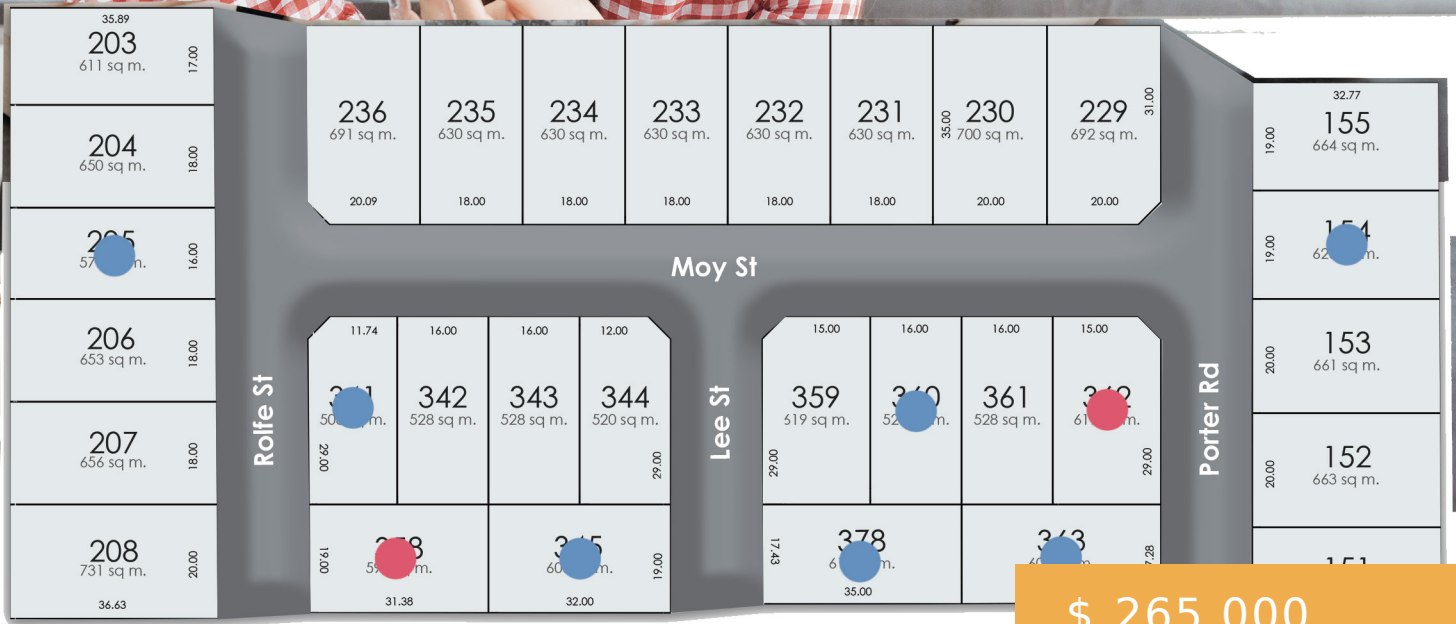 35.89
203
611 sq m.
17.00
204
650 sq m.
18.00
16.00
206
653 sq m.
18.00
207
656 sq m.
18.00
208
731 sq m.
20.00
36.63
Rolfe St
236
691 sq m.
20.09
235
630 sq m.
18.00
234
630 sq m.
18.00
233
630 sq m.
18.00
232
630 sq m.
18.00
231
630 sq m.
18.00
35.00
230
700 sq m.
20.00
229
692 sq m.
31.00
20.00
Moy St
11.74
29.00
16.00
342
528 sq m.
16.00
343
528 sq m.
12.00
344
520 sq m.
29.00
19.00
31.38
19.00
32.00
Lee St
15.00
359
619 sq m.
29.00
16.00
16.00
361
528 sq m.
15.00
29.00
17.43
378
35.00
Porter Rd
32.77
155
664 sq m.
19.00
19.00
153
661 sq m.
20.00
152
663 sq m.
20.00
$ 265 000